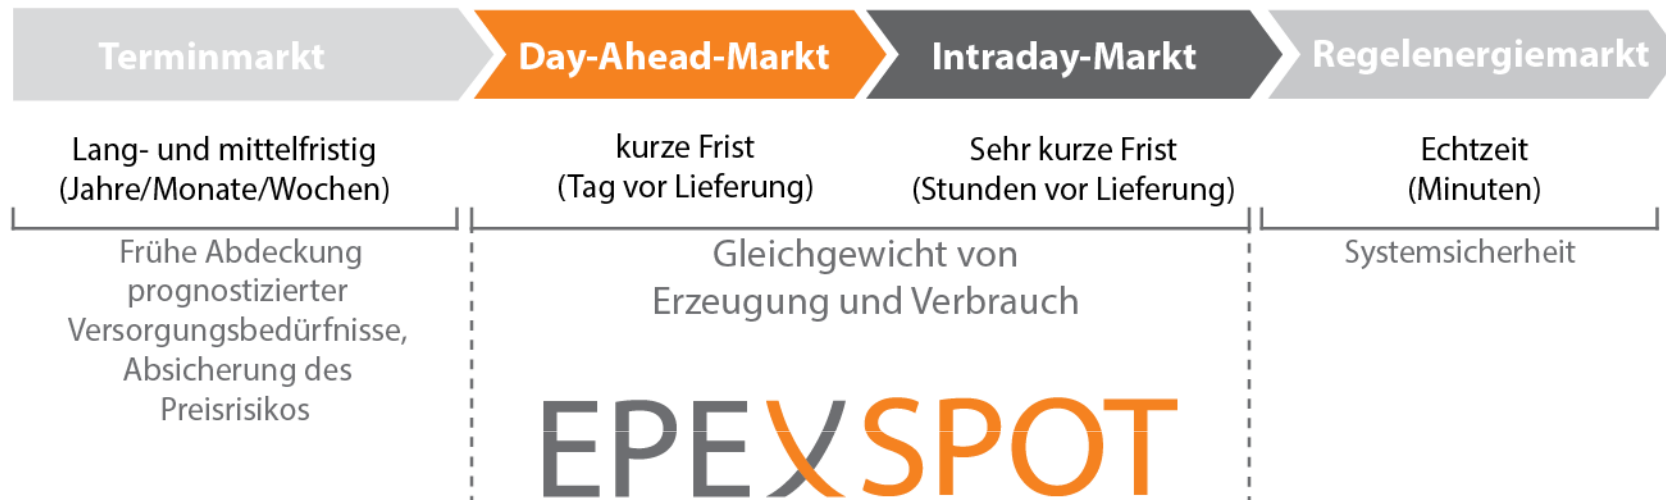 Terminmarkt
Day-Ahead-Markt
Intraday-Markt
Regelenergiemarkt
Lang- und mittelfristig
(Jahre/Monate/Wochen)
kurze Frist
(Tag vor Lieferung)
Sehr kurze Frist
(Stunden vor Lieferung)
Echtzeit
(Minuten)
Frühe Abdeckung
prognostizierter
Versorgungsbedürfnisse,
Absicherung des
Preisrisikos
Gleichgewicht von
Erzeugung und Verbrauch
Systemsicherheit
EPEXSPOT